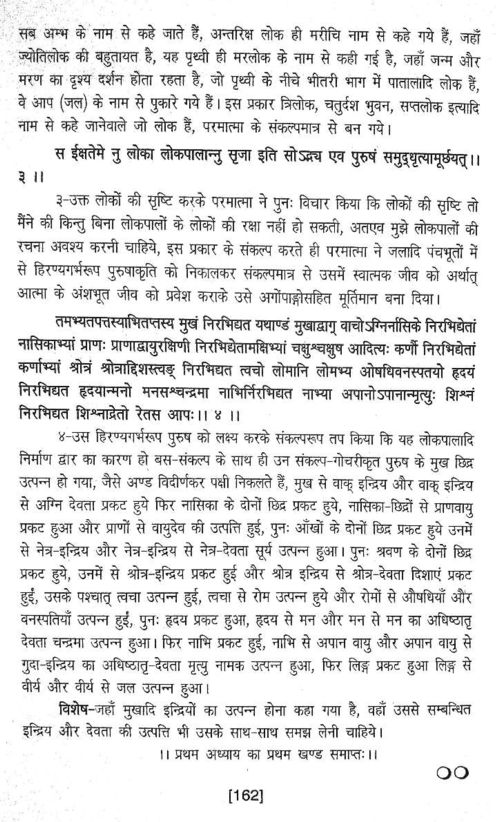 सब अम्भ के नाम से कहे जाते हैं, अन्तरिक्ष लोक ही मरीचि नाम से कहे गये हैं, जहाँ
ज्योतिलोक की बहुतायत है, यह पृथ्वी ही मरलोक के नाम से कही गई है, जहाँ जन्म और
मरण का दृश्य दर्शन होता रहता है, जो पृथ्वी के नीचे भीतरी भाग में पातालादि लोक हैं,
वे आप (जल) के नाम से पुकारे गये हैं। इस प्रकार त्रिलोक, चतुर्दश भुवन, सप्तलोक इत्यादि
नाम से कहे जानेवाले जो लोक हैं, परमात्मा के संकल्पमात्र से बन गये।
स ईक्षतेमे नु लोका लोकपालान्नु सृजा इति सोऽद्भ्य एव पुरुषं समुद्धृत्यामूर्छयत्।।
३ ।।
३-उक्त लोकों की सृष्टि करके परमात्मा ने पुनः विचार किया कि लोकों की सृष्टि तो
मैंने की किन्तु बिना लोकपालों के लोकों की रक्षा नहीं हो सकती, अतएव मुझे लोकपालों की
रचना अवश्य करनी चाहिये, इस प्रकार के संकल्प करते ही परमात्मा ने जलादि पंचभूतों में
से हिरण्यगर्भरूप पुरुषाकृति को निकालकर संकल्पमात्र से उसमें स्वात्मक जीव को अर्थात्
आत्मा के अंशभूत जीव को प्रवेश कराके उसे अगोंपाङ्गोसहित मूर्तिमान बना दिया।
तमभ्यतपत्तस्याभितप्तस्य मुखं निरभिद्यत यथाण्डं मुखाद्वाग् वाचोऽग्निर्नासिके निरभिद्येतां
नासिकाभ्यां प्राणः प्राणाद्वायुरक्षिणी निरभिद्येतामक्षिभ्यां चक्षुश्चक्षुष आदित्यः कर्णौ निरभिद्येतां
कर्णाभ्यां श्रोत्रं श्रोत्राद्दिशस्त्वङ् निरभिद्यत त्वचो लोमानि लोमभ्य ओषधिवनस्पतयो हृदयं
निरभिद्यत हृदयान्मनो मनसश्चन्द्रमा नाभिर्निरभिद्यत नाभ्या अपानोऽपानान्मृत्युः शिश्नं
निरभिद्यत शिश्नाद्रेतो रेतस आपः।। ४ ।।
४-उस हिरण्यगर्भरूप पुरुष को लक्ष्य करके संकल्परूप तप किया कि यह लोकपालादि
निर्माण द्वार का कारण हो बस-संकल्प के साथ ही उन संकल्प-गोचरीकृत पुरुष के मुख छिद्र
उत्पन्न हो गया, जैसे अण्ड विदीर्णकर पक्षी निकलते हैं, मुख से वाक् इन्द्रिय और वाक् इन्द्रिय
से अग्नि देवता प्रकट हुये फिर नासिका के दोनों छिद्र प्रकट हुये, नासिका-छिद्रों से प्राणवायु
प्रकट हुआ और प्राणों से वायुदेव की उत्पत्ति हुई, पुनः आँखों के दोनों छिद्र प्रकट हुये उनमें
से नेत्र-इन्द्रिय और नेत्र-इन्द्रिय से नेत्र-देवता सूर्य उत्पन्न हुआ। पुनः श्रवण के दोनों छिद्र
प्रकट हुये, उनमें से श्रोत्र-इन्द्रिय प्रकट हुई और श्रोत्र इन्द्रिय से श्रोत्र-देवता दिशाएं प्रकट
हुईं, उसके पश्चात् त्वचा उत्पन्न हुई, त्वचा से रोम उत्पन्न हुये और रोमों से औषधियाँ और
वनस्पतियाँ उत्पन्न हुईं, पुनः हृदय प्रकट हुआ, हृदय से मन और मन से मन का अधिष्ठातृ
देवता चन्द्रमा उत्पन्न हुआ। फिर नाभि प्रकट हुई, नाभि से अपान वायु और अपान वायु से
गुदा-इन्द्रिय का अधिष्ठातृ-देवता मृत्यु नामक उत्पन्न हुआ, फिर लिङ्ग प्रकट हुआ लिङ्ग से
वीर्य और वीर्य से जल उत्पन्न हुआ।
विशेष-जहाँ मुखादि इन्द्रियों का उत्पन्न होना कहा गया है, वहाँ उससे सम्बन्धित
इन्द्रिय और देवता की उत्पत्ति भी उसके साथ-साथ समझ लेनी चाहिये।
।। प्रथम अध्याय का प्रथम खण्ड समाप्तः।।
[162]